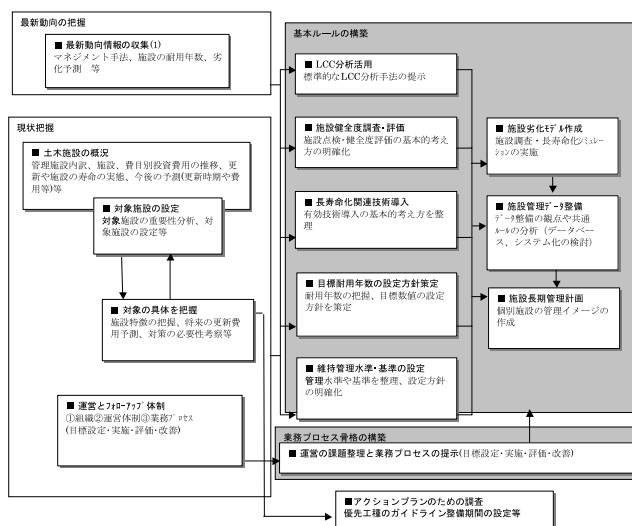 最新動向の把握
■ 最新動向情報の収集(1)
マネジメント手法、施設の耐用年数、劣
化予測　等
現状把握
■ 土木施設の概況
管理施設内訳、施設、費目別投資費用の推移、更
新や施設の寿命の実態、今後の予測(更新時期や費
用等)等
■ 対象施設の設定
対象施設の重要性分析、対
象施設の設定等
■ 対象の具体を把握
施設特徴の把握、将来の更新費
用予測、対策の必要性考察等
■ 運営とフォローアップ体制
①組織②運営体制③業務プロセス
(目標設定・実施・評価・改善)
基本ルールの構築
■ LCC分析活用
標準的なLCC分析手法の提示
■ 施設健全度調査・評価
施設点検・健全度評価の基本的考え
方の明確化
■ 長寿命化関連技術導入
有効技術導入の基本的考え方を整
理
■ 目標耐用年数の設定方針策定
耐用年数の把握、目標数値の設定
方針を策定
■ 維持管理水準・基準の設定
管理水準や基準を整理、設定方針
の明確化
■ 施設劣化モデル作成
施設調査・長寿命化シミュレー
ションの実施
■ 施設管理データ整備
データ整備の観点や共通
ルールの分析（データベー
ス、システム化の検討）
■ 施設長期管理計画
個別施設の管理イメージの
作成
業務プロセス骨格の構築
■ 運営の課題整理と業務プロセスの提示(目標設定・実施・評価・改善)
■アクションプランのための調査
優先工種のガイドライン整備期間の設定等